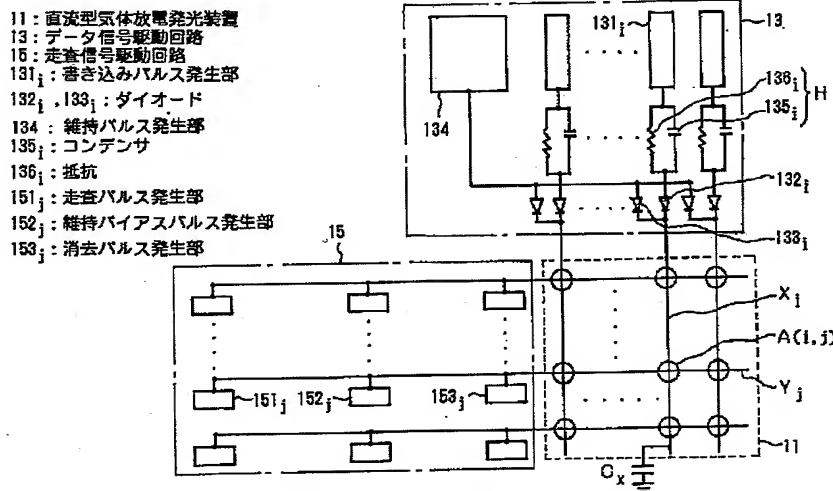 11 : 直流型気体放電発光装置
13 : データ信号駆動回路
15 : 走査信号駆動回路
131i : 書き込みパルス発生部
132i , 133i : ダイオード
134 : 維持パルス発生部
135i : コンデンサ
136i : 抵抗
151j : 走査パルス発生部
152j : 維持バイアスパルス発生部
153j : 消去パルス発生部
131i
13
134
136i
135i
H
132i
133i
15
Xi
A(i,j)
Yj
151j
152j
153j
11
Cx